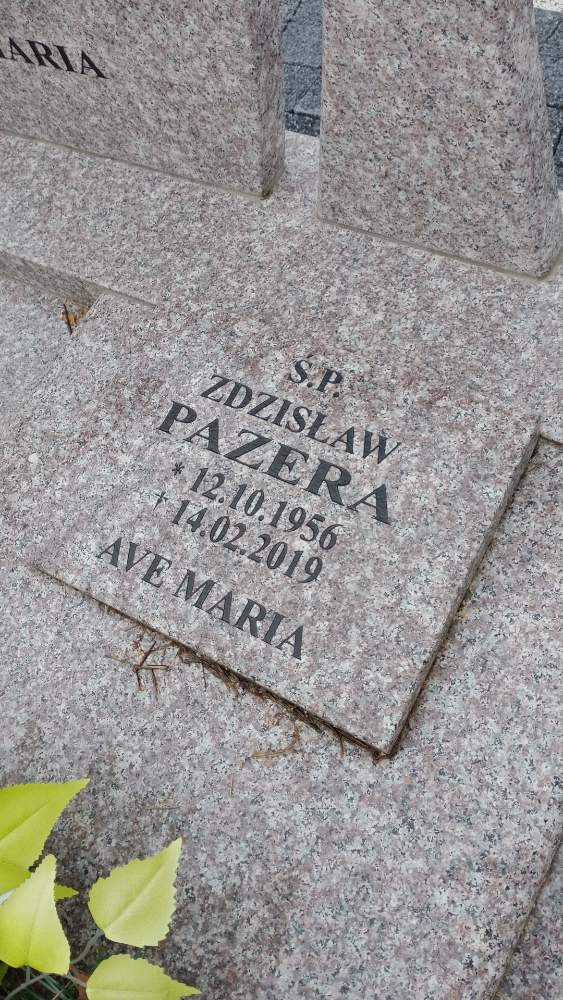 MARIA
Ś.P.
ZDZISŁAW
PAZERA
* 12.10.1956
+ 14.02.2019
AVE MARIA